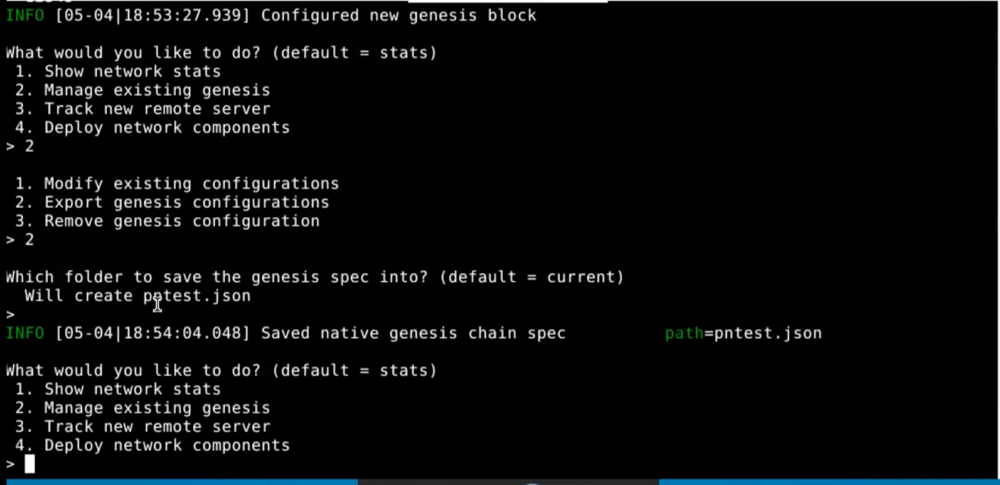 INFO [05-04|18:53:27.939] Configured new genesis block
What would you like to do? (default = stats)
1. Show network stats
2. Manage existing genesis
3. Track new remote server
4. Deploy network components
> 2
1. Modify existing configurations
2. Export genesis configurations
3. Remove genesis configuration
> 2
Which folder to save the genesis spec into? (default = current)
Will create pntest.json
>
INFO [05-04|18:54:04.048] Saved native genesis chain spec path=pntest.json
What would you like to do? (default = stats)
1. Show network stats
2. Manage existing genesis
3. Track new remote server
4. Deploy network components
>